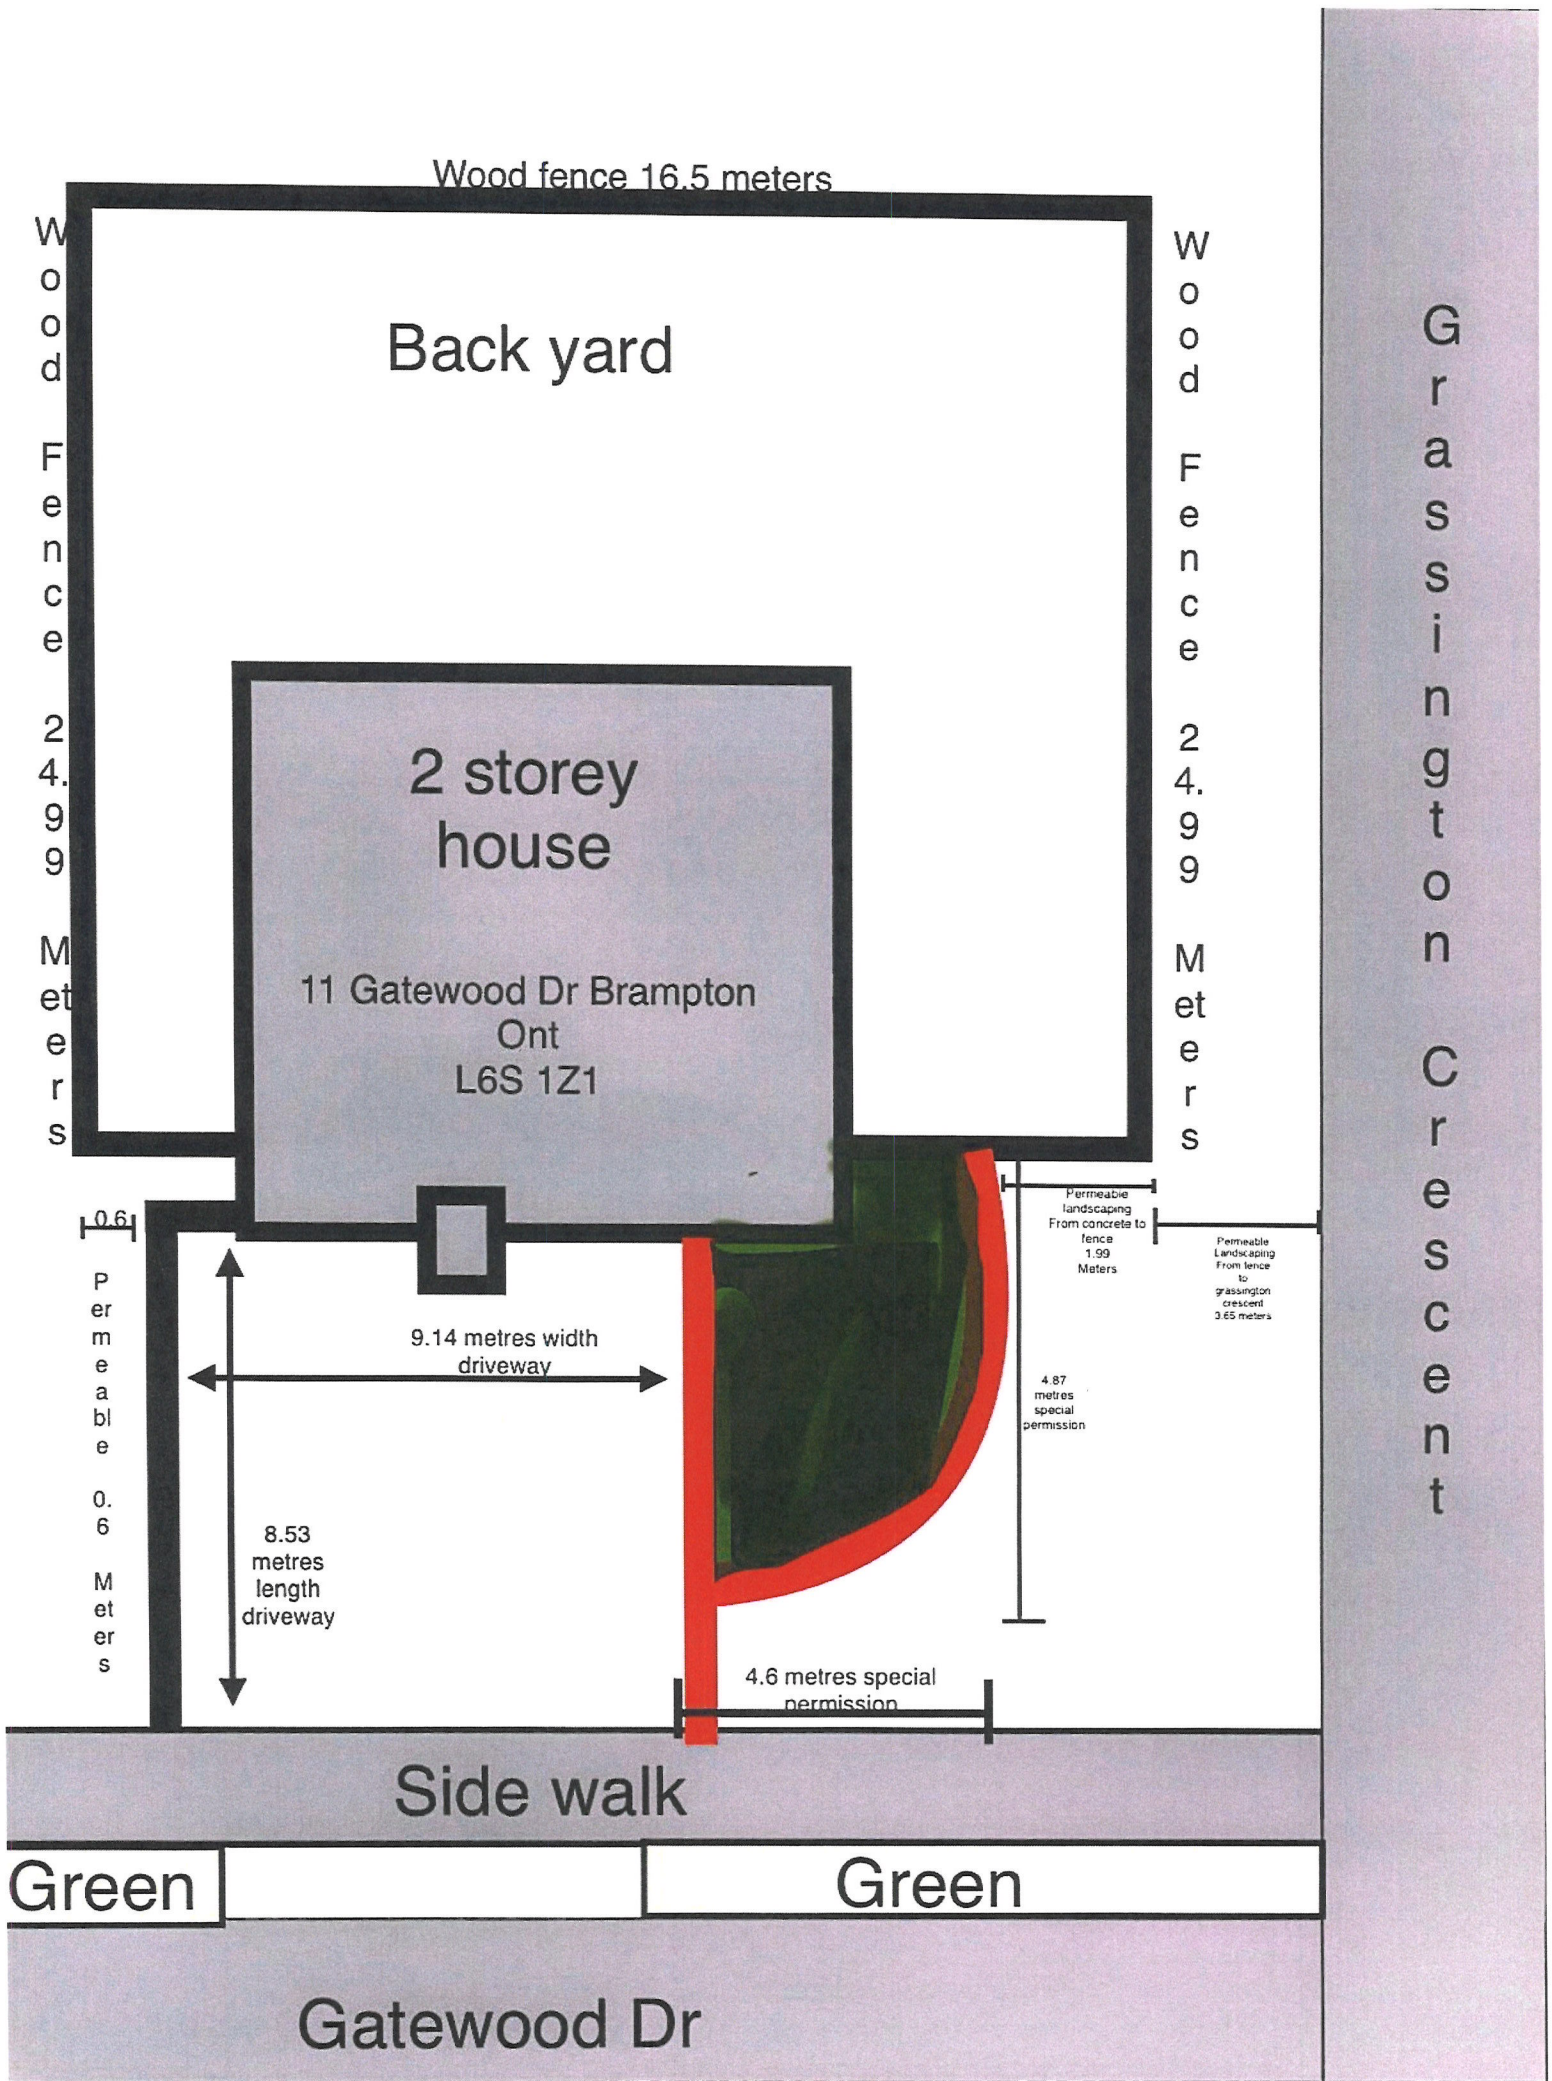 Wood fence 16.5 meters
Wood Fence 24.99 Meters
Back yard
Wood Fence 24.99 Meters
Grassington Crescent
2 storey
house
11 Gatewood Dr Brampton
Ont
L6S 1Z1
0.6
Permeable 0.6 Meters
Permeable
landscaping
From concrete to
fence
1.99
Meters
Permeable
Landscaping
From fence
to
grassington
crescent
3.65 meters
9.14 metres width
driveway
4.87
metres
special
permission
8.53
metres
length
driveway
4.6 metres special
permission
Side walk
Green
Green
Gatewood Dr